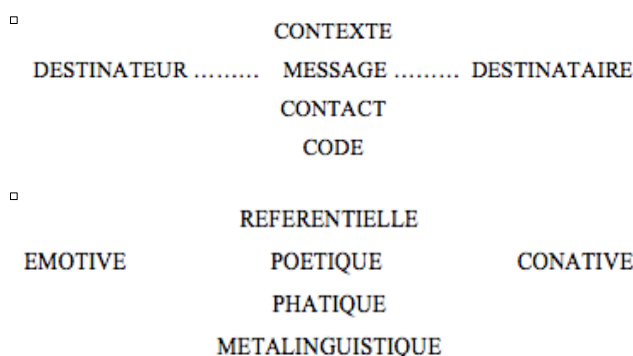 CONTEXTE
DESTINATEUR ……… MESSAGE ……… DESTINATAIRE
CONTACT
CODE
REFERENTIELLE
EMOTIVE POETIQUE CONATIVE
PHATIQUE
METALINGUISTIQUE